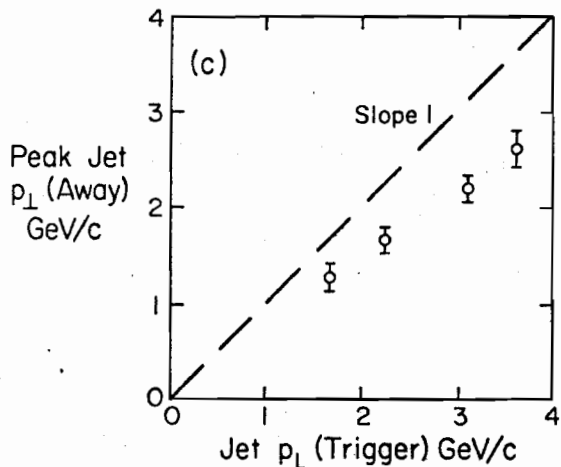 4
(c)
Slope 1
3
Peak Jet
p⊥ (Away)
GeV/c
2
1
0
0 1 2 3 4
Jet p⊥ (Trigger) GeV/c